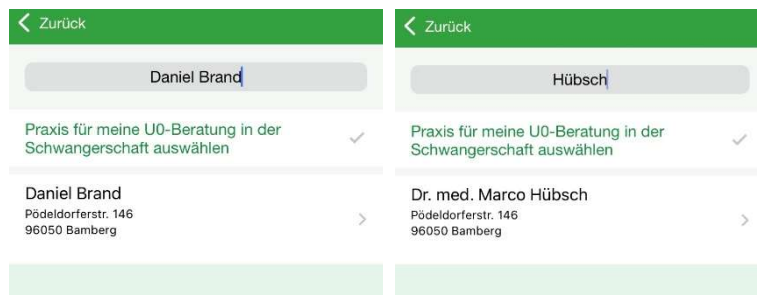 Zurück
Daniel Brand
Praxis für meine U0-Beratung in der
Schwangerschaft auswählen
Daniel Brand
Pödeldorferstr. 146
96050 Bamberg
Zurück
Hübsch
Praxis für meine U0-Beratung in der
Schwangerschaft auswählen
Dr. med. Marco Hübsch
Pödeldorferstr. 146
96050 Bamberg